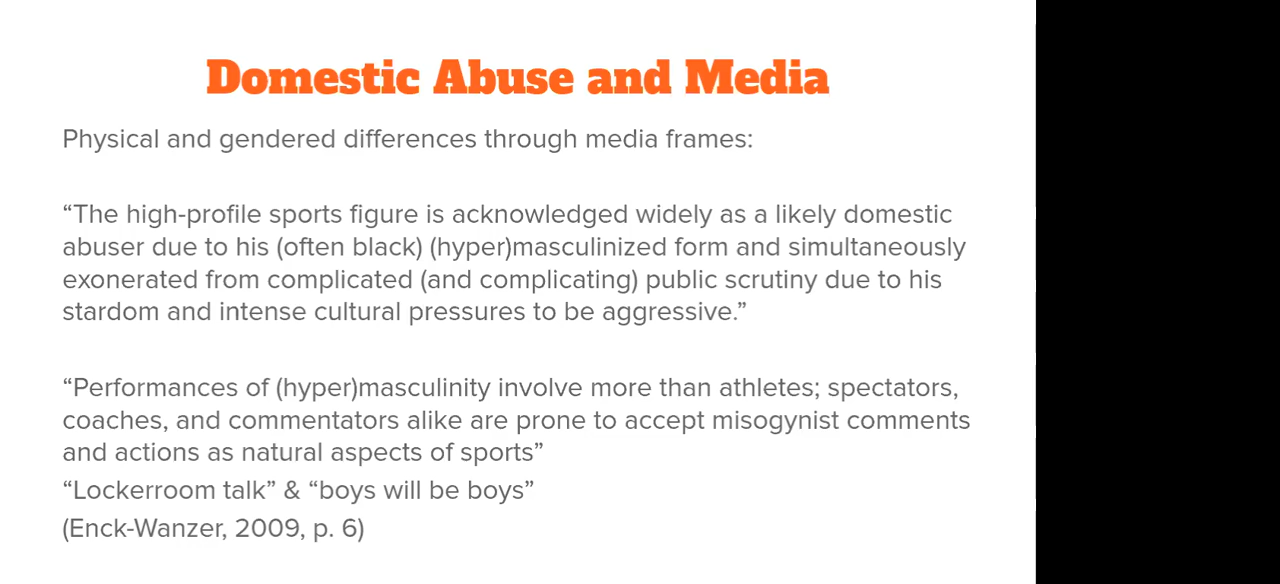 Domestic Abuse and Media
Physical and gendered differences through media frames:
“The high-profile sports figure is acknowledged widely as a likely domestic
abuser due to his (often black) (hyper)masculinized form and simultaneously
exonerated from complicated (and complicating) public scrutiny due to his
stardom and intense cultural pressures to be aggressive.”
“Performances of (hyper)masculinity involve more than athletes; spectators,
coaches, and commentators alike are prone to accept misogynist comments
and actions as natural aspects of sports”
“Lockerroom talk” & “boys will be boys”
(Enck-Wanzer, 2009, p. 6)